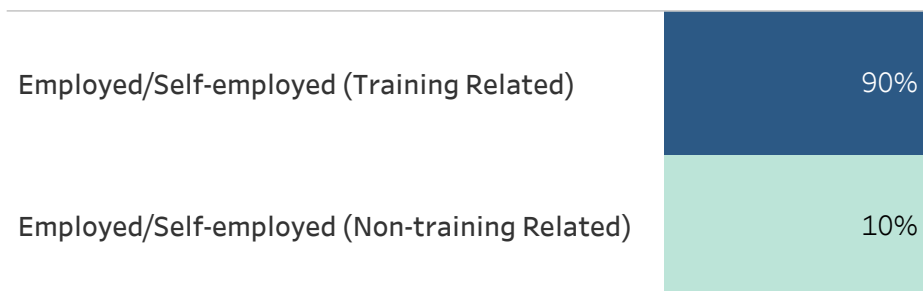 Employed/Self-employed (Training Related) 90%
Employed/Self-employed (Non-training Related) 10%